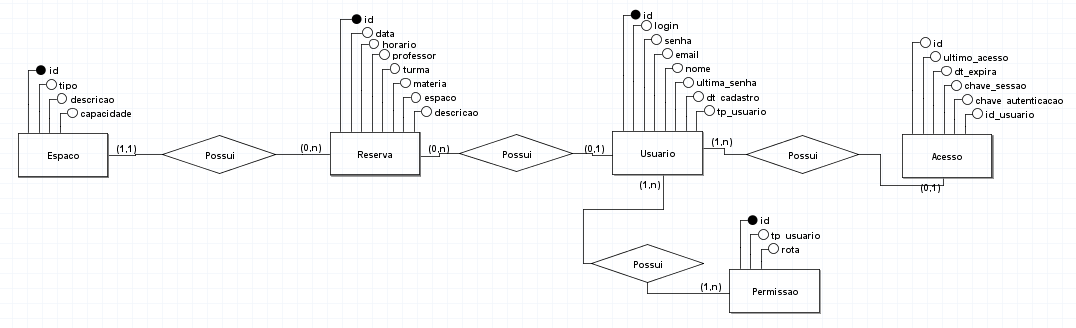 id
tipo
descricao
capacidade
Espaco
(1,1)
Possui
(0,n)
id
data
horario
professor
turma
materia
espaco
descricao
Reserva
(0,n)
Possui
(0,1)
id
login
senha
email
nome
ultima_senha
dt_cadastro
tp_usuario
Usuario
(1,n)
Possui
(0,1)
id
ultimo_acesso
dt_expira
chave_sessao
chave_autenticacao
id_usuario
Acesso
(1,n)
Possui
(1,n)
id
tp_usuario
rota
Permissao